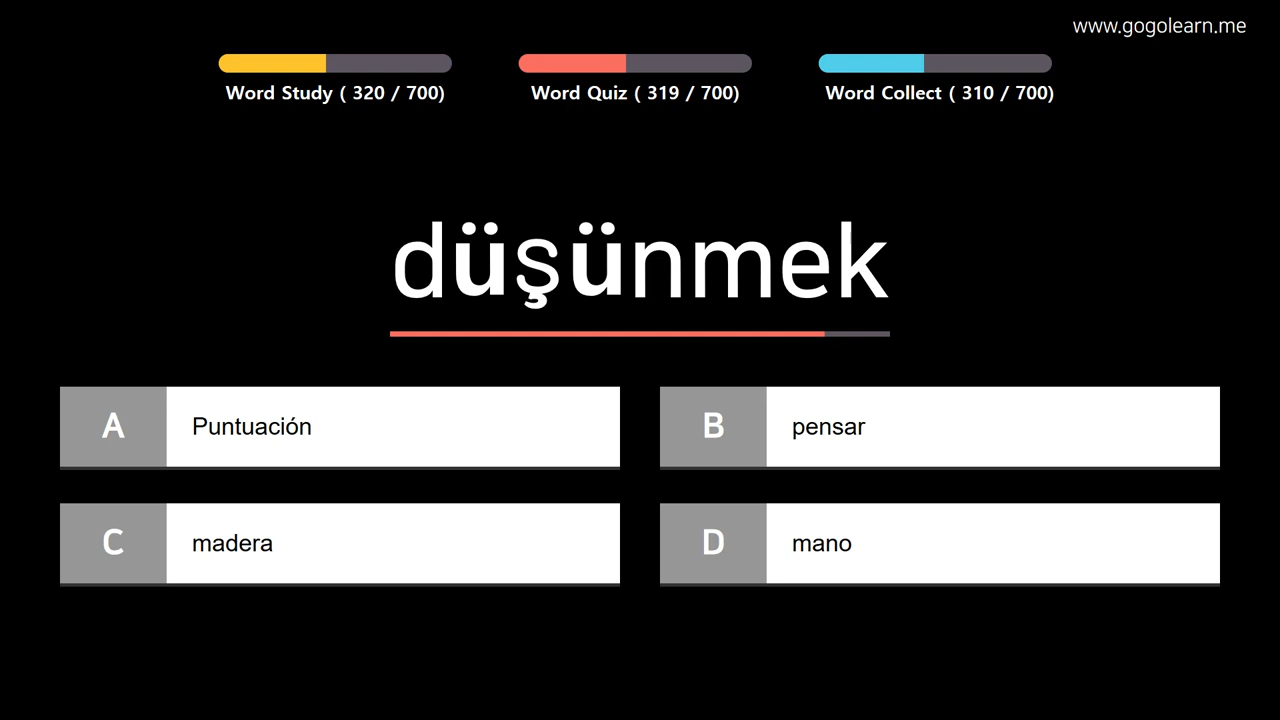 www.gogolearn.me
Word Study ( 320 / 700)
Word Quiz ( 319 / 700)
Word Collect ( 310 / 700)
düşünmek
A Puntuación
B pensar
C madera
D mano